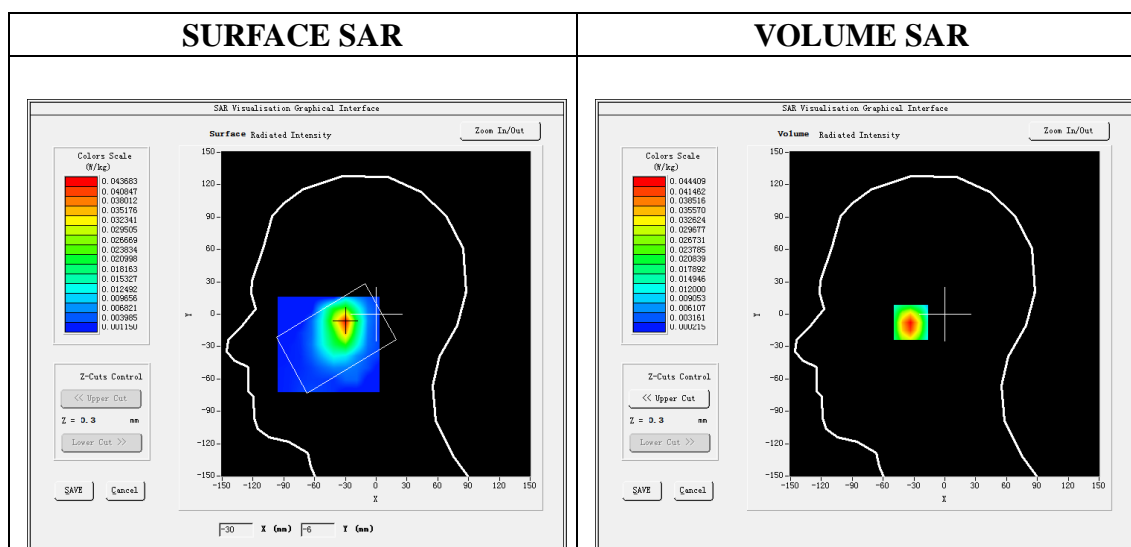 SURFACE SAR
VOLUME SAR
SAR Visualisation Graphical Interface
Surface Radiated Intensity
Zoom In/Out
Colors Scale
(W/kg)
0.043683
0.040847
0.038012
0.035176
0.032341
0.029505
0.026669
0.023834
0.020998
0.018163
0.015327
0.012492
0.009656
0.006821
0.003985
0.001150
150
120
90
60
30
0
-30
-60
-90
-120
-150
Y
-150 -120 -90 -60 -30 0 30 60 90 120 150
X
Z-Cuts Control
<< Upper Cut
Z = 0.3 mm
Lower Cut >>
SAVE Cancel
-30 X (mm) -6 Y (mm)
SAR Visualisation Graphical Interface
Volume Radiated Intensity
Zoom In/Out
Colors Scale
(W/kg)
0.044409
0.041462
0.038516
0.035570
0.032624
0.029677
0.026731
0.023785
0.020839
0.017892
0.014946
0.012000
0.009053
0.006107
0.003161
0.000215
150
120
90
60
30
0
-30
-60
-90
-120
-150
Y
-150 -120 -90 -60 -30 0 30 60 90 120 150
X
Z-Cuts Control
<< Upper Cut
Z = 0.3 mm
Lower Cut >>
SAVE Cancel